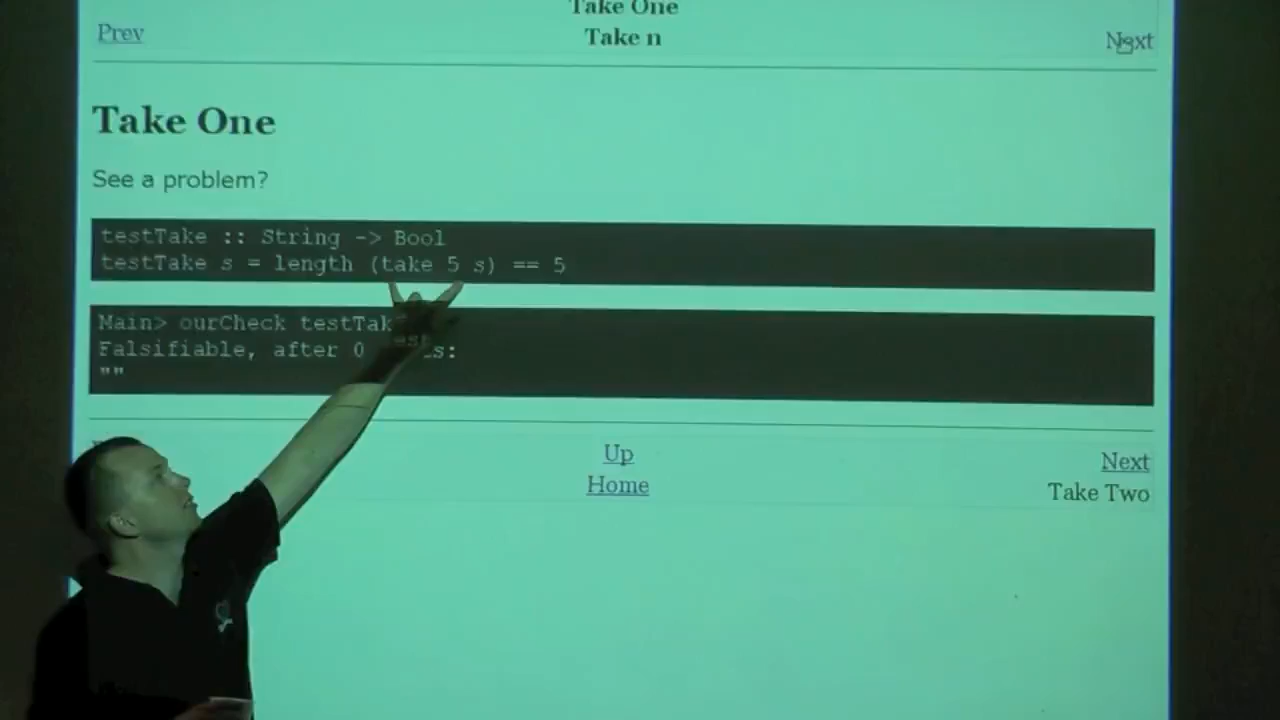 Take One
Prev Take n Next
Take One
See a problem?
testTake :: String -> Bool
testTake s = length (take 5 s) == 5
Main> ourCheck
Falsifiable, after 0
""
Up Next
Home Take Two